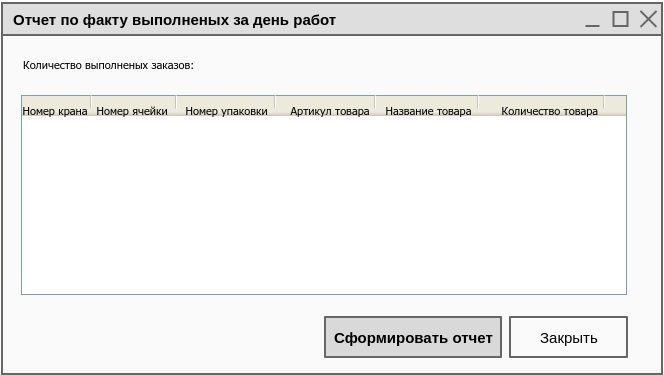 Отчет по факту выполненых за день работ
Количество выполненых заказов:
Номер крана Номер ячейки Номер упаковки Артикул товара Название товара Количество товара
Сформировать отчет Закрыть